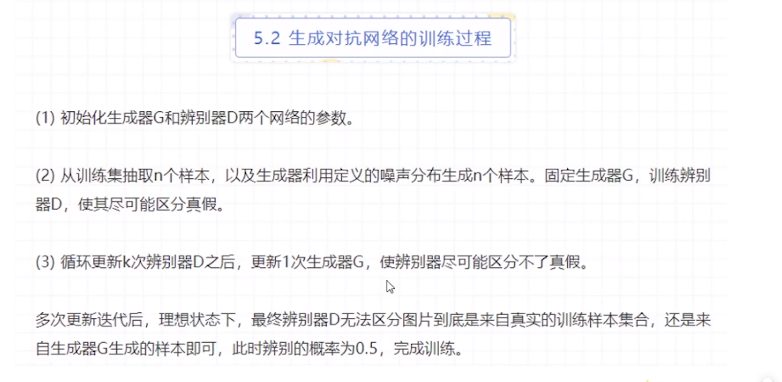 5.2 生成对抗网络的训练过程
(1) 初始化生成器G和辨别器D两个网络的参数。
(2) 从训练集抽取n个样本，以及生成器利用定义的噪声分布生成n个样本。固定生成器G，训练辨别
器D，使其尽可能区分真假。
(3) 循环更新k次辨别器D之后，更新1次生成器G，使辨别器尽可能区分不了真假。
多次更新迭代后，理想状态下，最终辨别器D无法区分图片到底是来自真实的训练样本集合，还是来
自生成器G生成的样本即可，此时辨别的概率为0.5，完成训练。